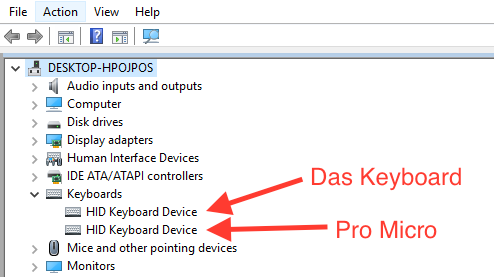 File Action View Help
DESKTOP-HPOJPOS
Audio inputs and outputs
Computer
Disk drives
Display adapters
Human Interface Devices
IDE ATA/ATAPI controllers
Das Keyboard
Keyboards
HID Keyboard Device
HID Keyboard Device
Pro Micro
Mice and other pointing devices
Monitors